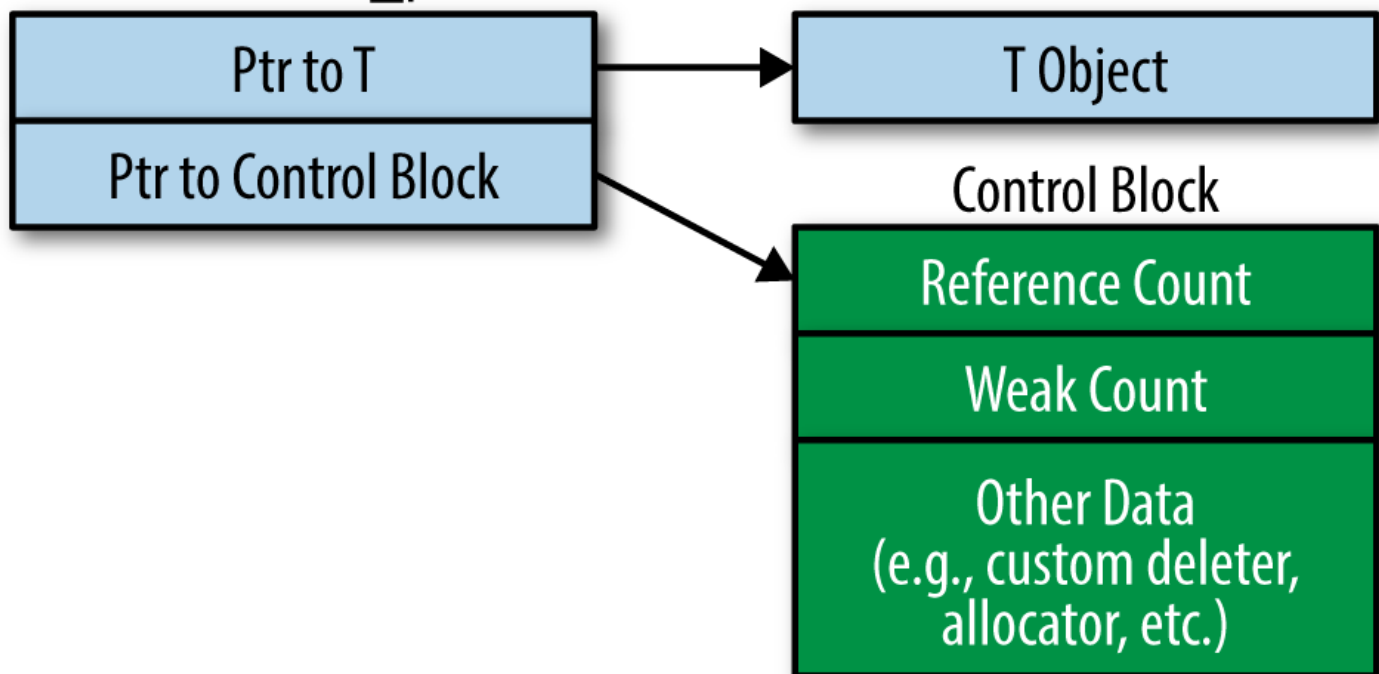 Ptr to T
T Object
Ptr to Control Block
Control Block
Reference Count
Weak Count
Other Data
(e.g., custom deleter,
allocator, etc.)